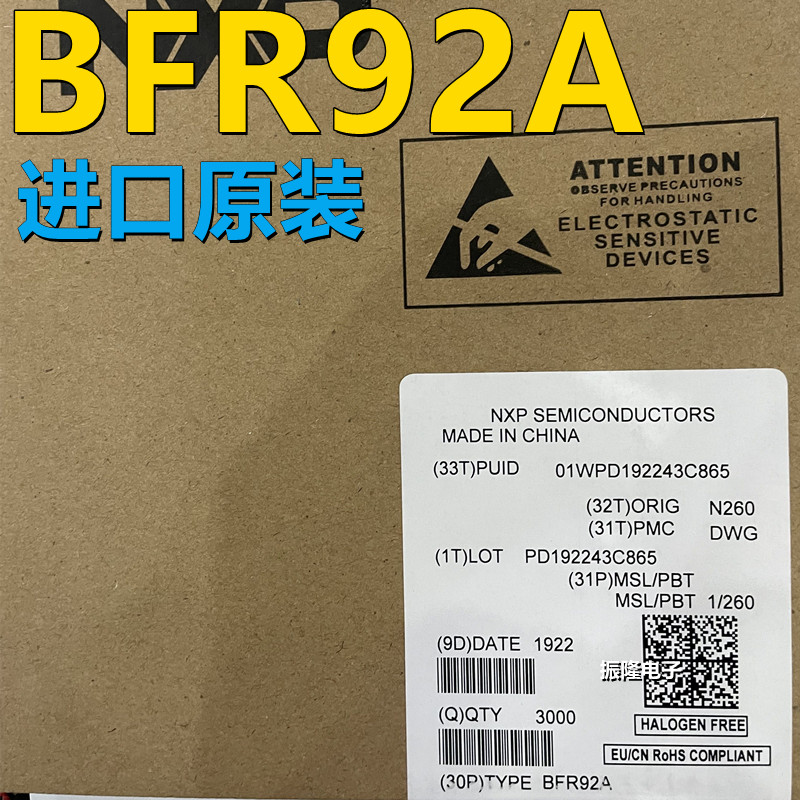 NXP
BFR92A
进口原装
ATTENTION
OBSERVE PRECAUTIONS
FOR HANDLING
ELECTROSTATIC
SENSITIVE
DEVICES
NXP SEMICONDUCTORS
MADE IN CHINA
(33T)PUID 01WPD192243C865
(32T)ORIG N260
(31T)PMC DWG
(1T)LOT PD192243C865
(31P)MSL/PBT
MSL/PBT 1/260
(9D)DATE 1922
振隆电子
(Q)QTY 3000
HALOGEN FREE
EU/CN RoHS COMPLIANT
(30P)TYPE BFR92A